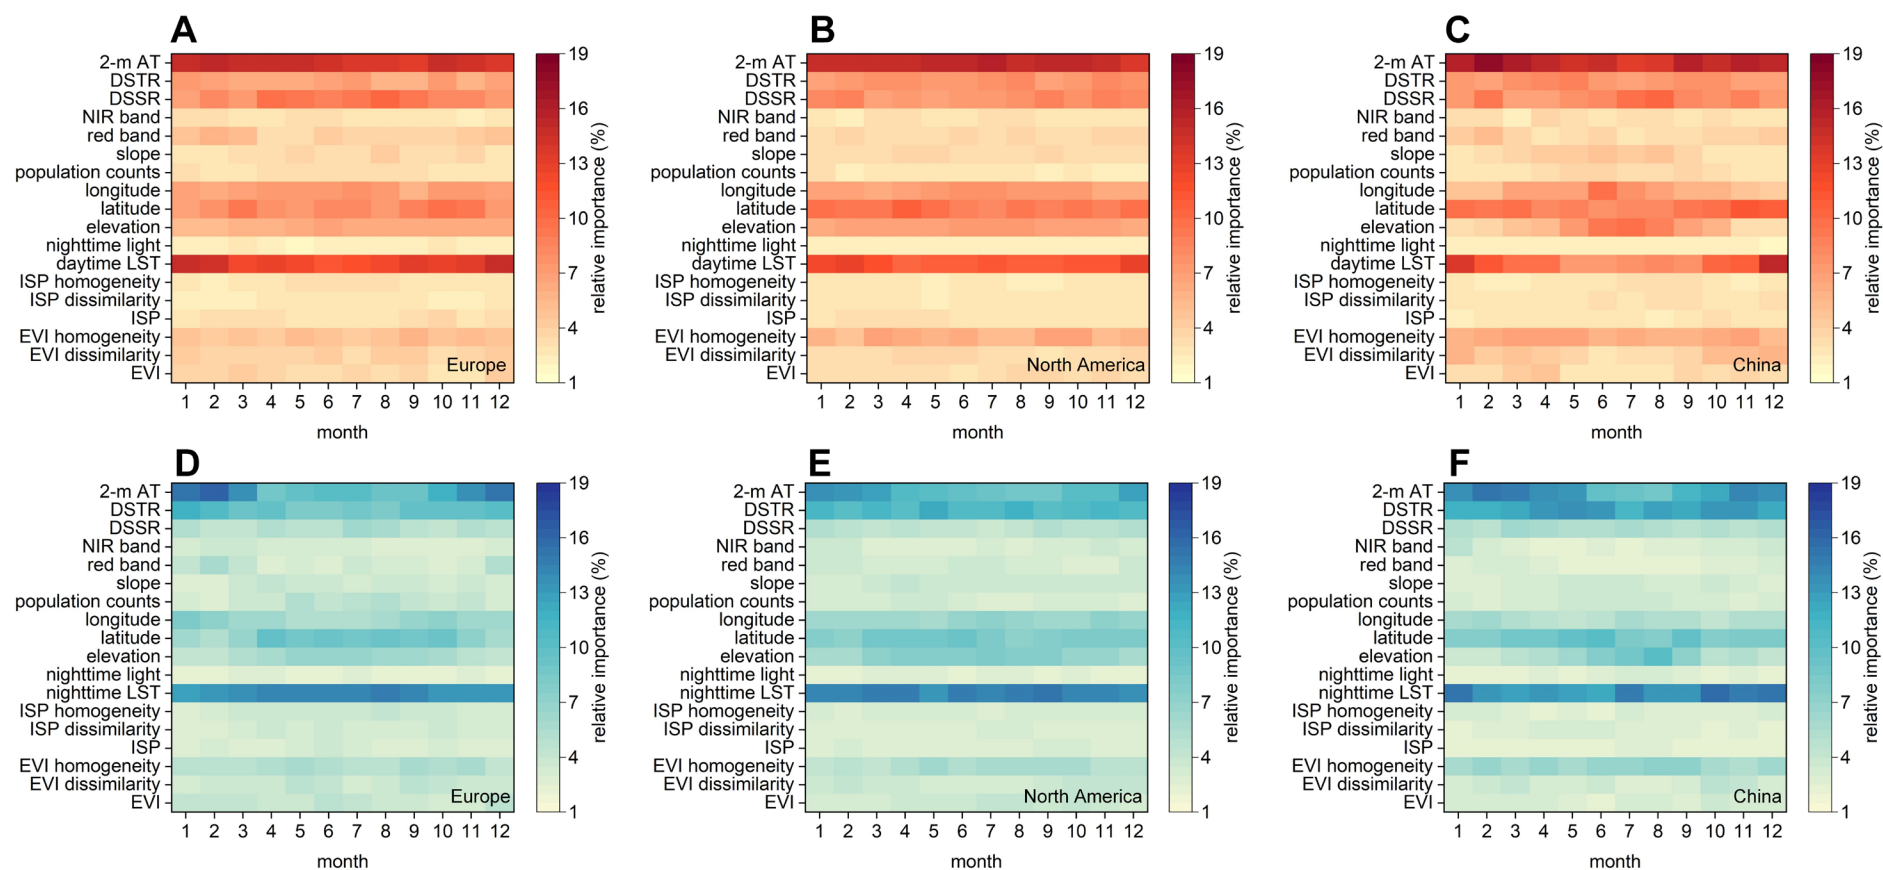 A
2-m AT
DSTR
DSSR
NIR band
red band
slope
population counts
longitude
latitude
elevation
nighttime light
daytime LST
ISP homogeneity
ISP dissimilarity
ISP
EVI homogeneity
EVI dissimilarity
EVI
Europe
1 2 3 4 5 6 7 8 9 10 11 12
month
19
16
13
10
7
4
1
relative importance (%)
B
2-m AT
DSTR
DSSR
NIR band
red band
slope
population counts
longitude
latitude
elevation
nighttime light
daytime LST
ISP homogeneity
ISP dissimilarity
ISP
EVI homogeneity
EVI dissimilarity
EVI
North America
1 2 3 4 5 6 7 8 9 10 11 12
month
19
16
13
10
7
4
1
relative importance (%)
C
2-m AT
DSTR
DSSR
NIR band
red band
slope
population counts
longitude
latitude
elevation
nighttime light
daytime LST
ISP homogeneity
ISP dissimilarity
ISP
EVI homogeneity
EVI dissimilarity
EVI
China
1 2 3 4 5 6 7 8 9 10 11 12
month
19
16
13
10
7
4
1
relative importance (%)
D
2-m AT
DSTR
DSSR
NIR band
red band
slope
population counts
longitude
latitude
elevation
nighttime light
nighttime LST
ISP homogeneity
ISP dissimilarity
ISP
EVI homogeneity
EVI dissimilarity
EVI
Europe
1 2 3 4 5 6 7 8 9 10 11 12
month
19
16
13
10
7
4
1
relative importance (%)
E
2-m AT
DSTR
DSSR
NIR band
red band
slope
population counts
longitude
latitude
elevation
nighttime light
nighttime LST
ISP homogeneity
ISP dissimilarity
ISP
EVI homogeneity
EVI dissimilarity
EVI
North America
1 2 3 4 5 6 7 8 9 10 11 12
month
19
16
13
10
7
4
1
relative importance (%)
F
2-m AT
DSTR
DSSR
NIR band
red band
slope
population counts
longitude
latitude
elevation
nighttime light
nighttime LST
ISP homogeneity
ISP dissimilarity
ISP
EVI homogeneity
EVI dissimilarity
EVI
China
1 2 3 4 5 6 7 8 9 10 11 12
month
19
16
13
10
7
4
1
relative importance (%)